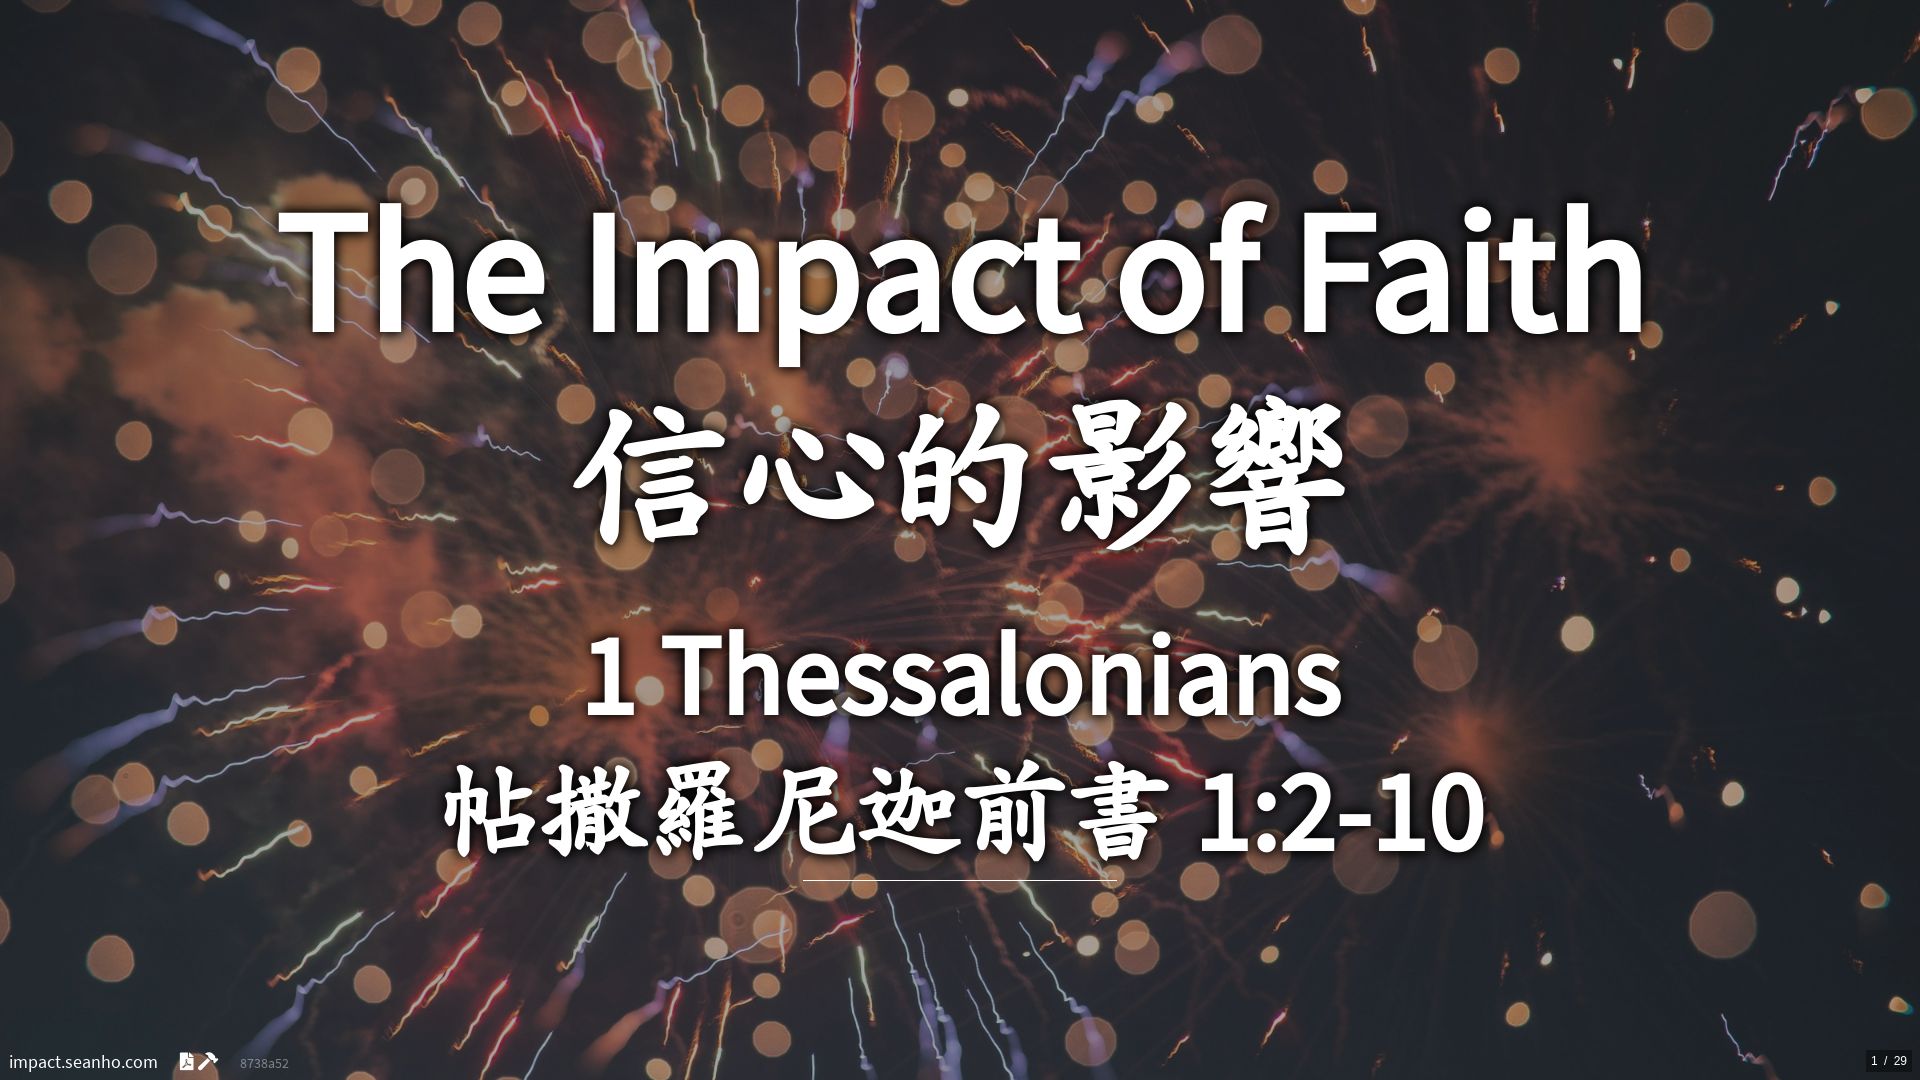 The Impact of Faith
信心的影響
1 Thessalonians
帖撒羅尼迦前書 1:2-10
impact.seanho.com
8738a52
1 / 29